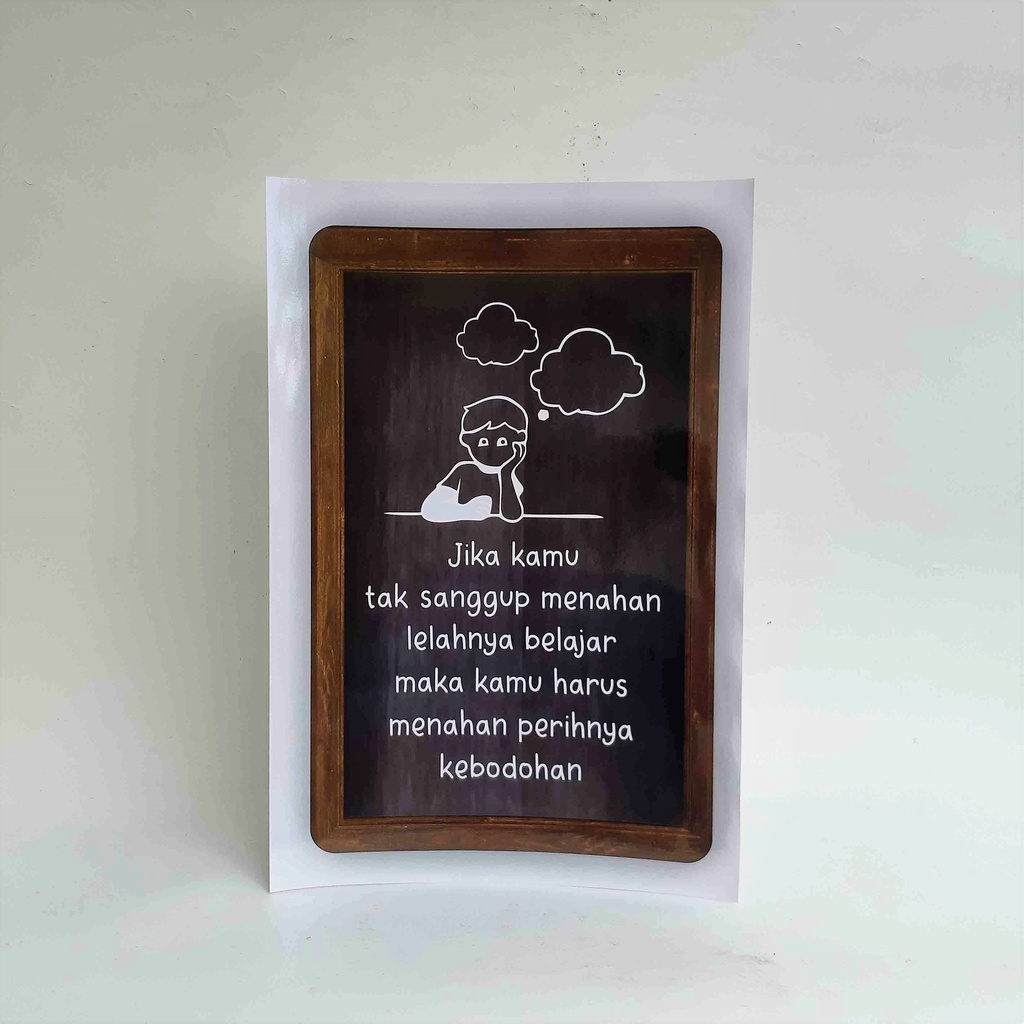 Jika kamu
tak sanggup menahan
lelahnya belajar
maka kamu harus
menahan perihnya
kebodohan